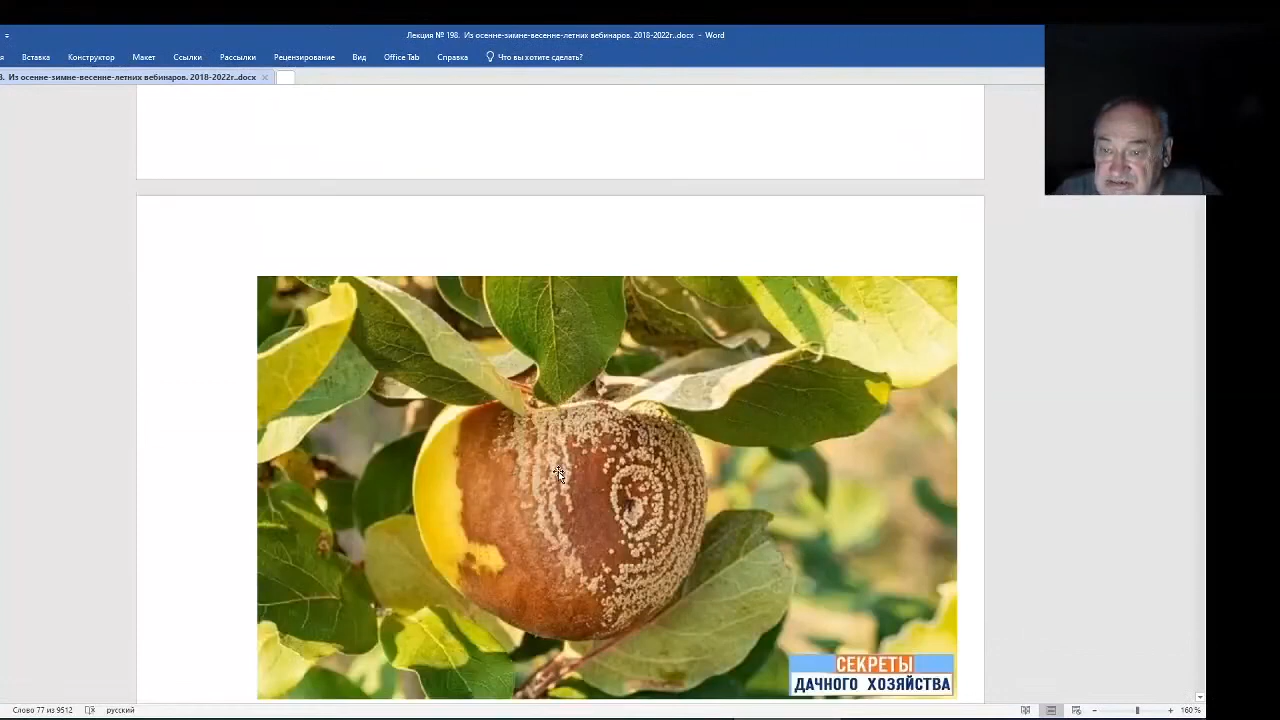 Лекция № 198. Из осенне-зимне-весенне-летних вебинаров. 2018-2022г..docx - Word
я Вставка Конструктор Макет Ссылки Рассылки Рецензирование Вид Office Tab Справка Что вы хотите сделать?
8. Из осенне-зимне-весенне-летних вебинаров. 2018-2022г..docx
СЕКРЕТЫ
ДАЧНОГО ХОЗЯЙСТВА
Слово 77 из 9512 русский 160 %